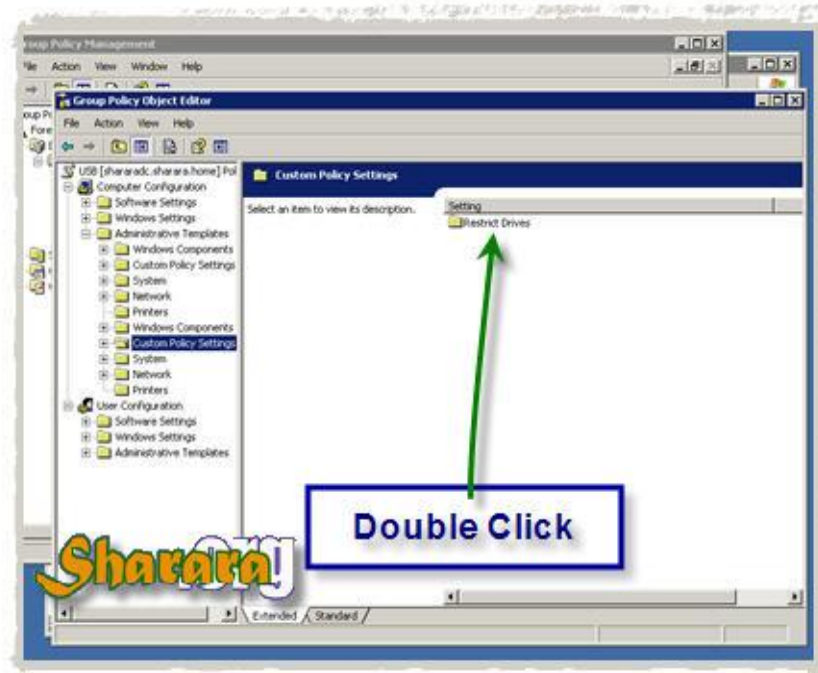 roup Policy Management
File Action View Window Help
Group Policy Object Editor
File Action View Help
USB [shararadc.sharara.home] Pol
Computer Configuration
Software Settings
Windows Settings
Administrative Templates
Windows Components
Custom Policy Settings
System
Network
Printers
Windows Components
Custom Policy Settings
System
Network
Printers
User Configuration
Software Settings
Windows Settings
Administrative Templates
Custom Policy Settings
Select an item to view its description.
Setting
Restrict Drives
Double Click
Sharara
.Org
Extended
Standard